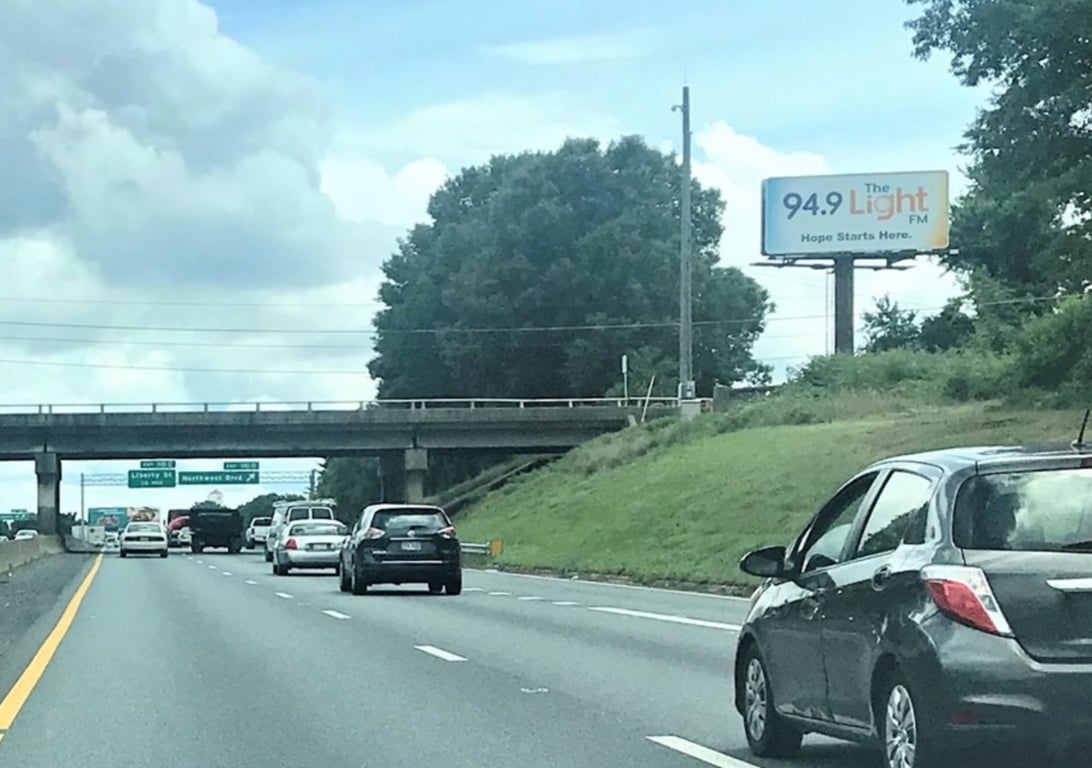 94.9 The
Light
FM
Hope Starts Here.
Liberty St
Northwest Blvd